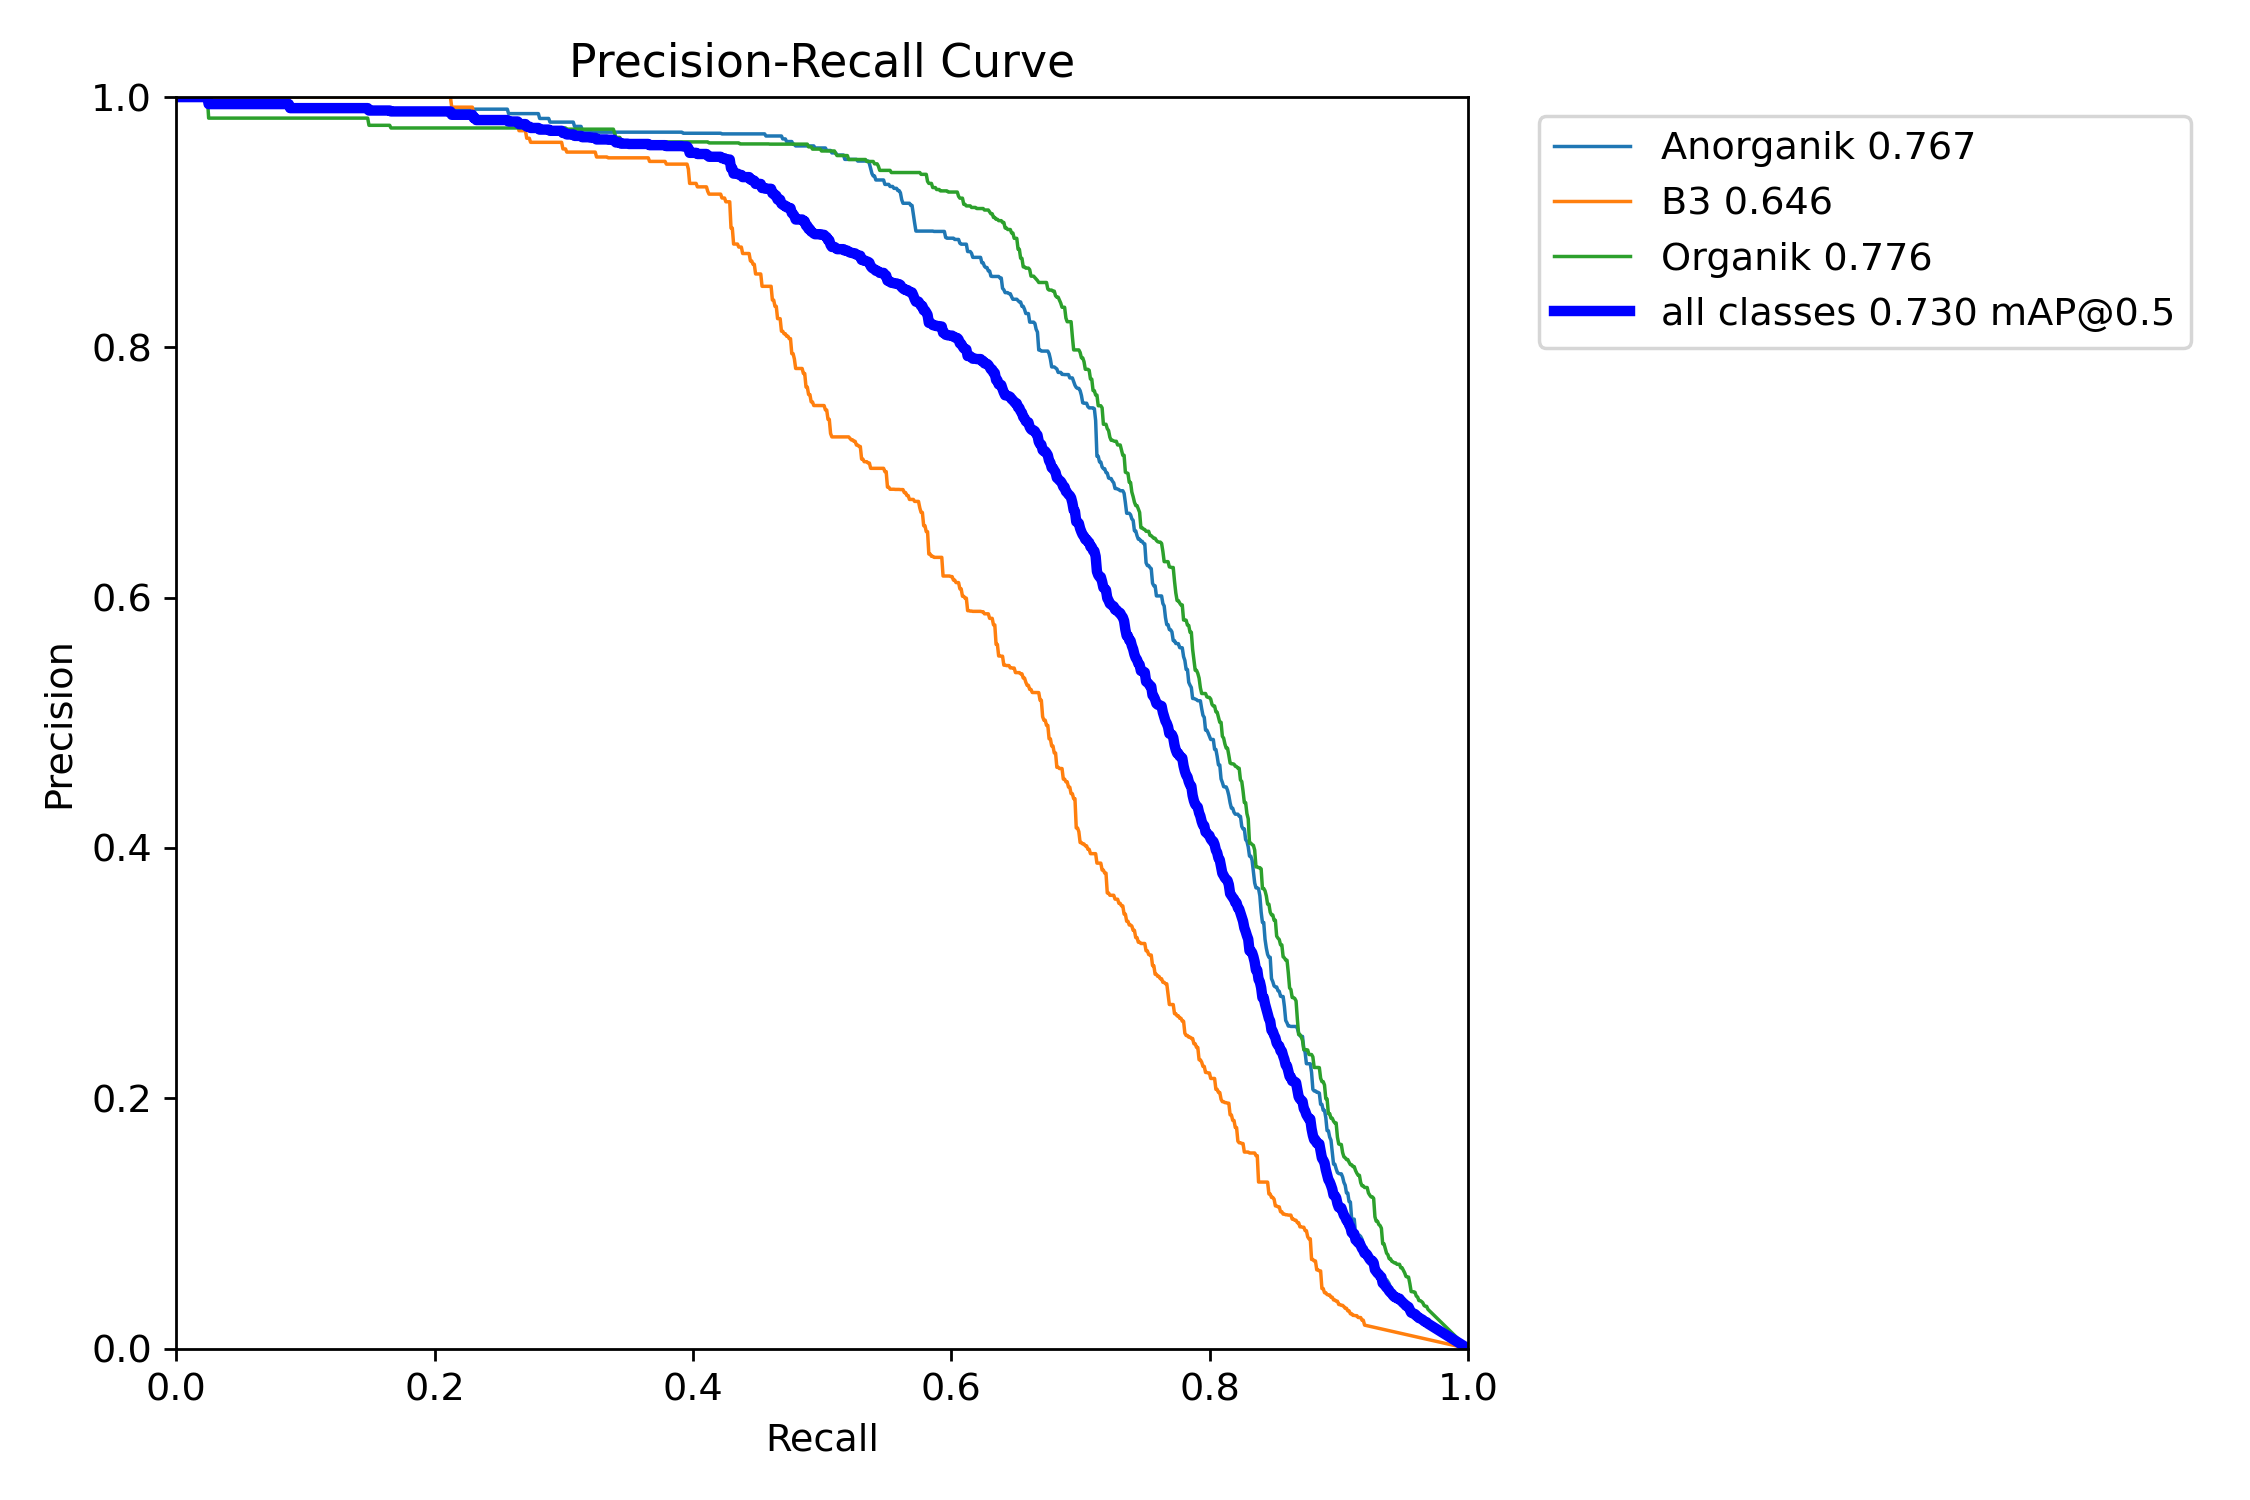 Precision-Recall Curve
1.0
0.8
0.6
0.4
0.2
0.0
Precision
0.0 0.2 0.4 0.6 0.8 1.0
Recall
Anorganik 0.767
B3 0.646
Organik 0.776
all classes 0.730 mAP@0.5